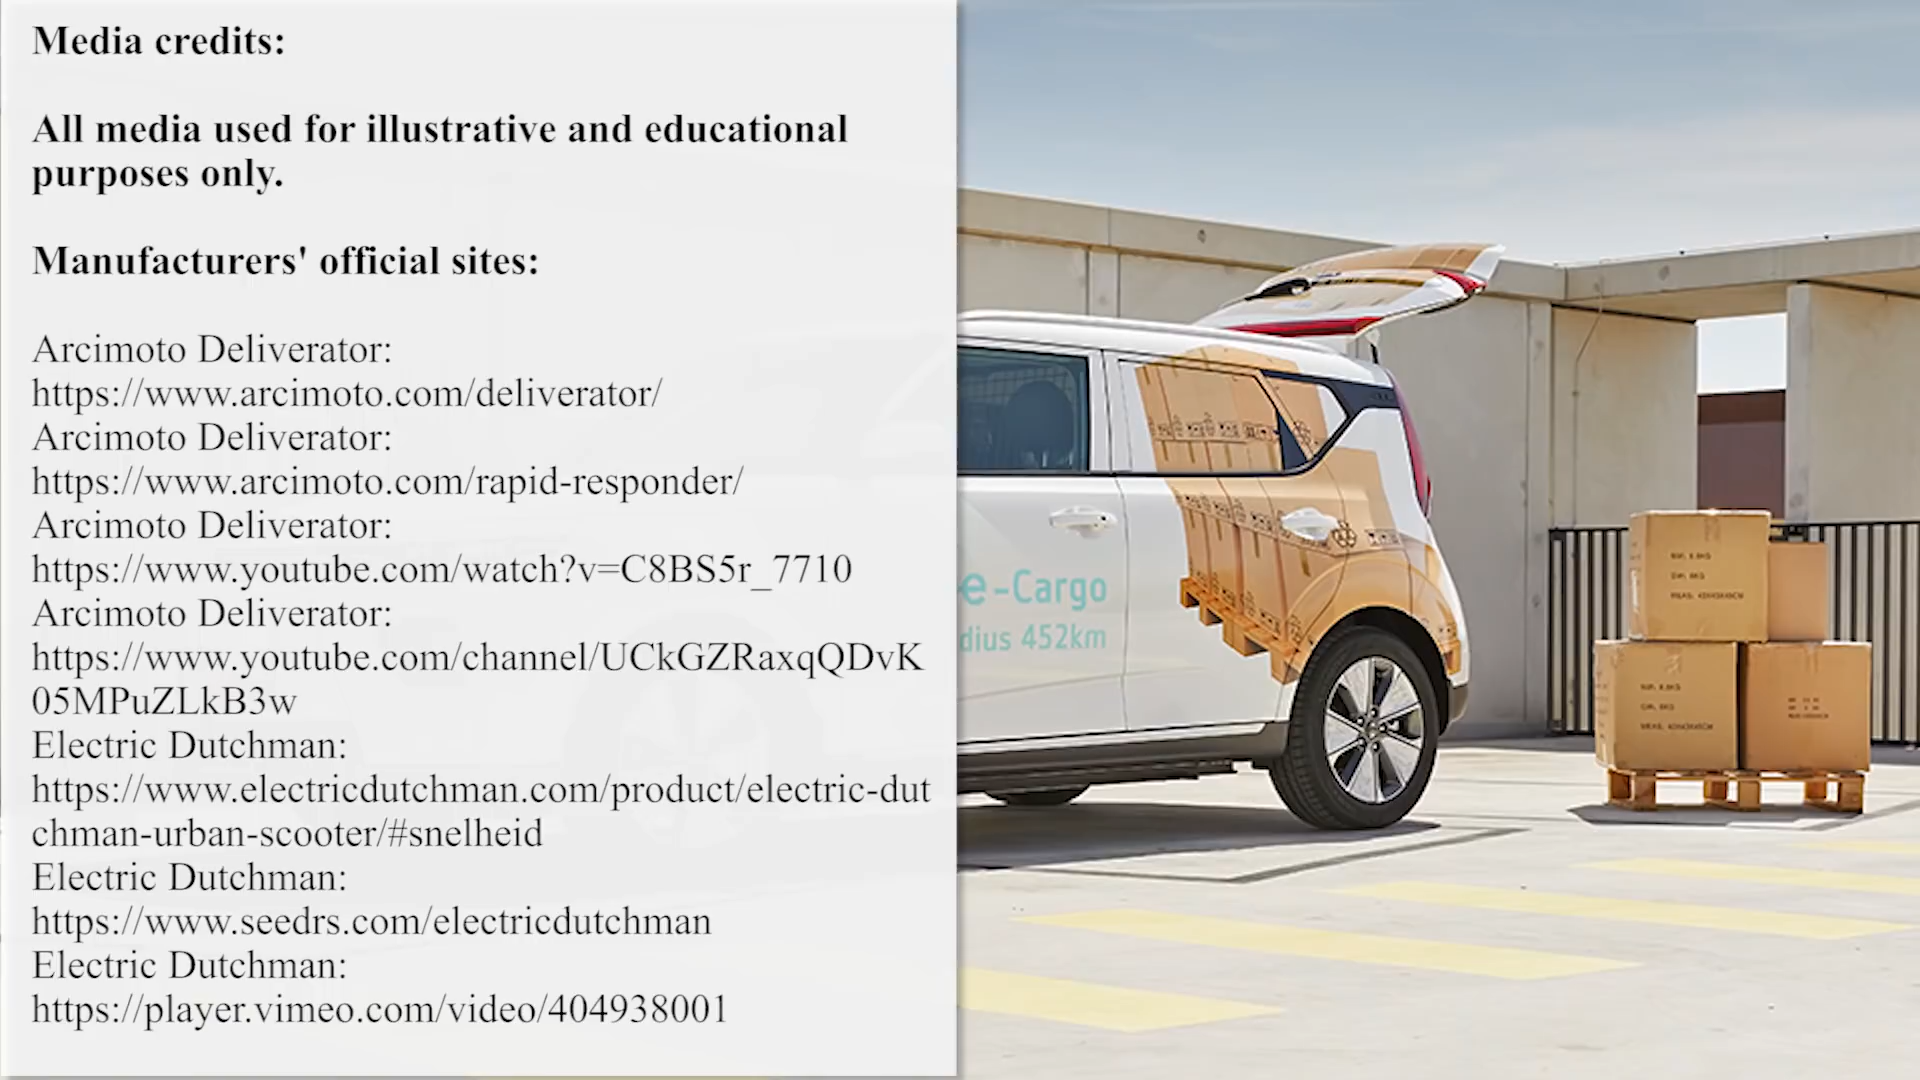 Media credits:
All media used for illustrative and educational
purposes only.
Manufacturers' official sites:
Arcimoto Deliverator:
https://www.arcimoto.com/deliverator/
Arcimoto Deliverator:
https://www.arcimoto.com/rapid-responder/
Arcimoto Deliverator:
https://www.youtube.com/watch?v=C8BS5r_7710
Arcimoto Deliverator:
https://www.youtube.com/channel/UCkGZRaxqQDvK
05MPuZLkB3w
Electric Dutchman:
https://www.electricdutchman.com/product/electric-dut
chman-urban-scooter/#snelheid
Electric Dutchman:
https://www.seedrs.com/electricdutchman
Electric Dutchman:
https://player.vimeo.com/video/404938001
e-Cargo
dius 452km